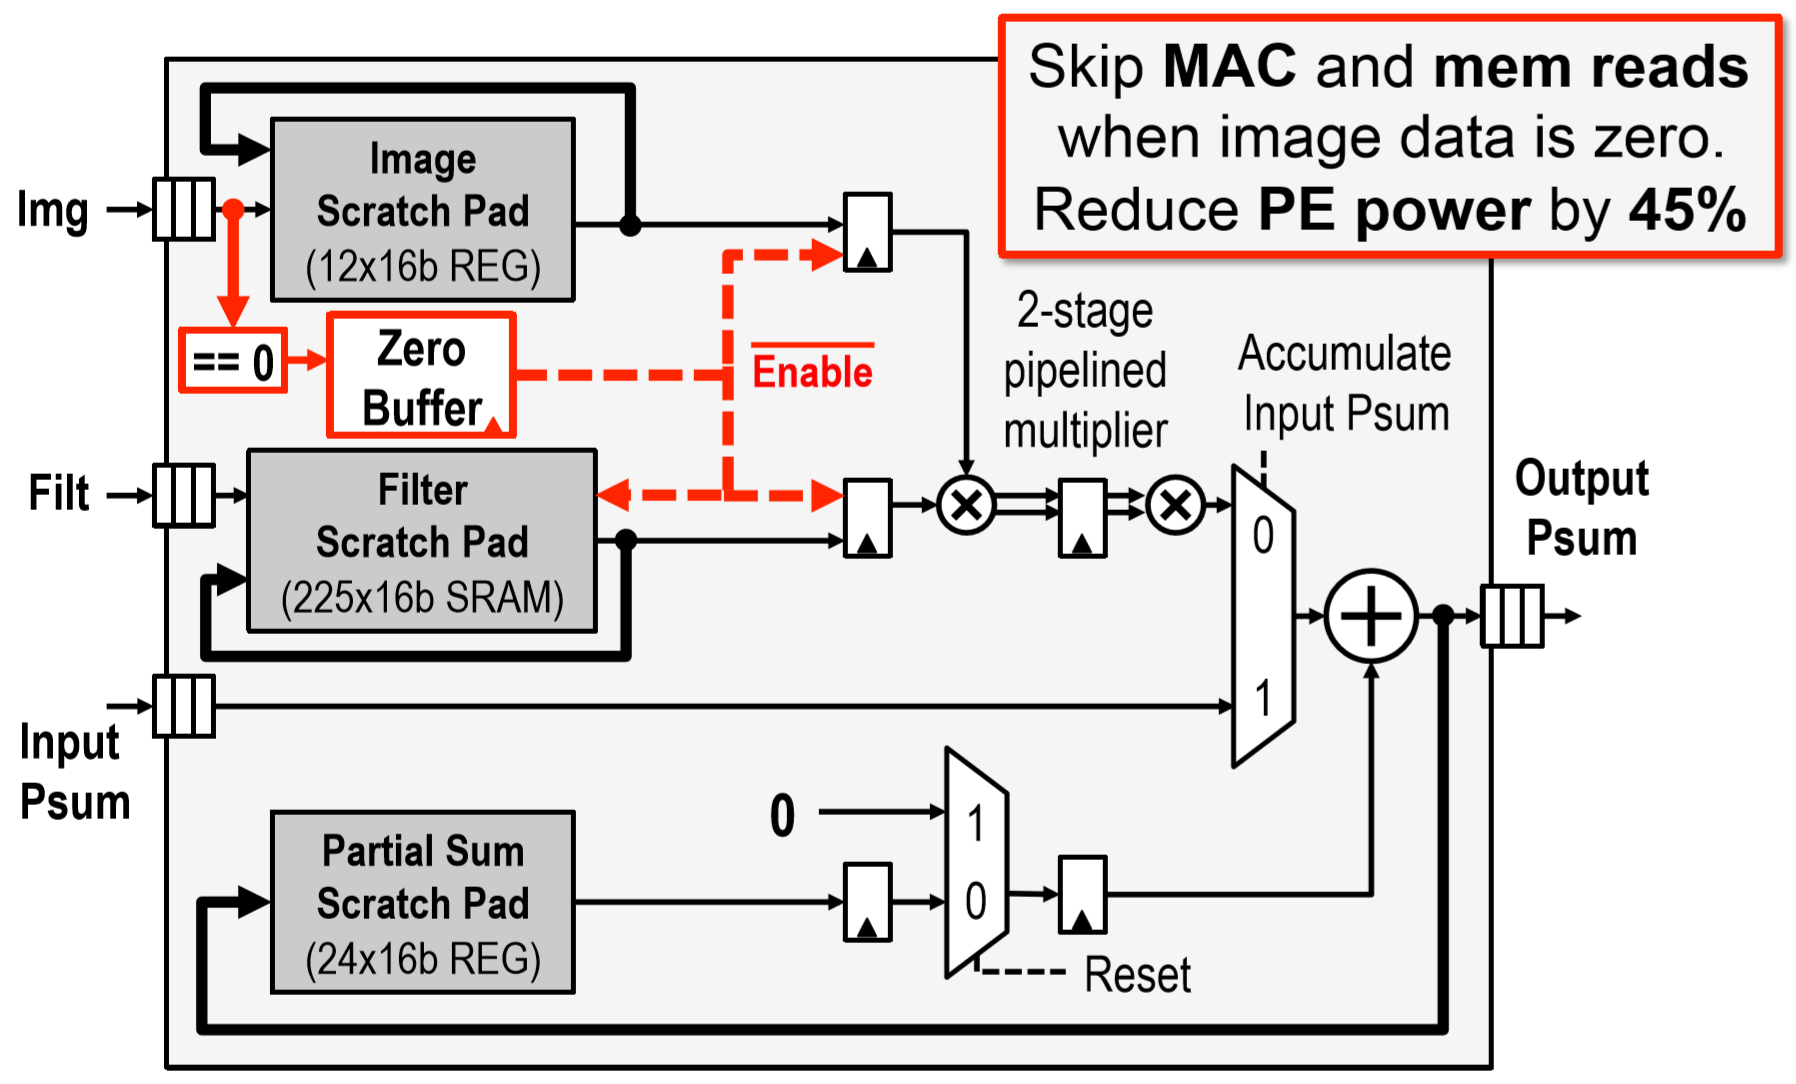 Skip MAC and mem reads
when image data is zero.
Reduce PE power by 45%
Img
Image
Scratch Pad
(12x16b REG)
== 0
Zero
Buffer
Enable
2-stage
pipelined
multiplier
Accumulate
Input Psum
Filt
Filter
Scratch Pad
(225x16b SRAM)
0
1
Output
Psum
Input
Psum
0
1
0
Partial Sum
Scratch Pad
(24x16b REG)
Reset